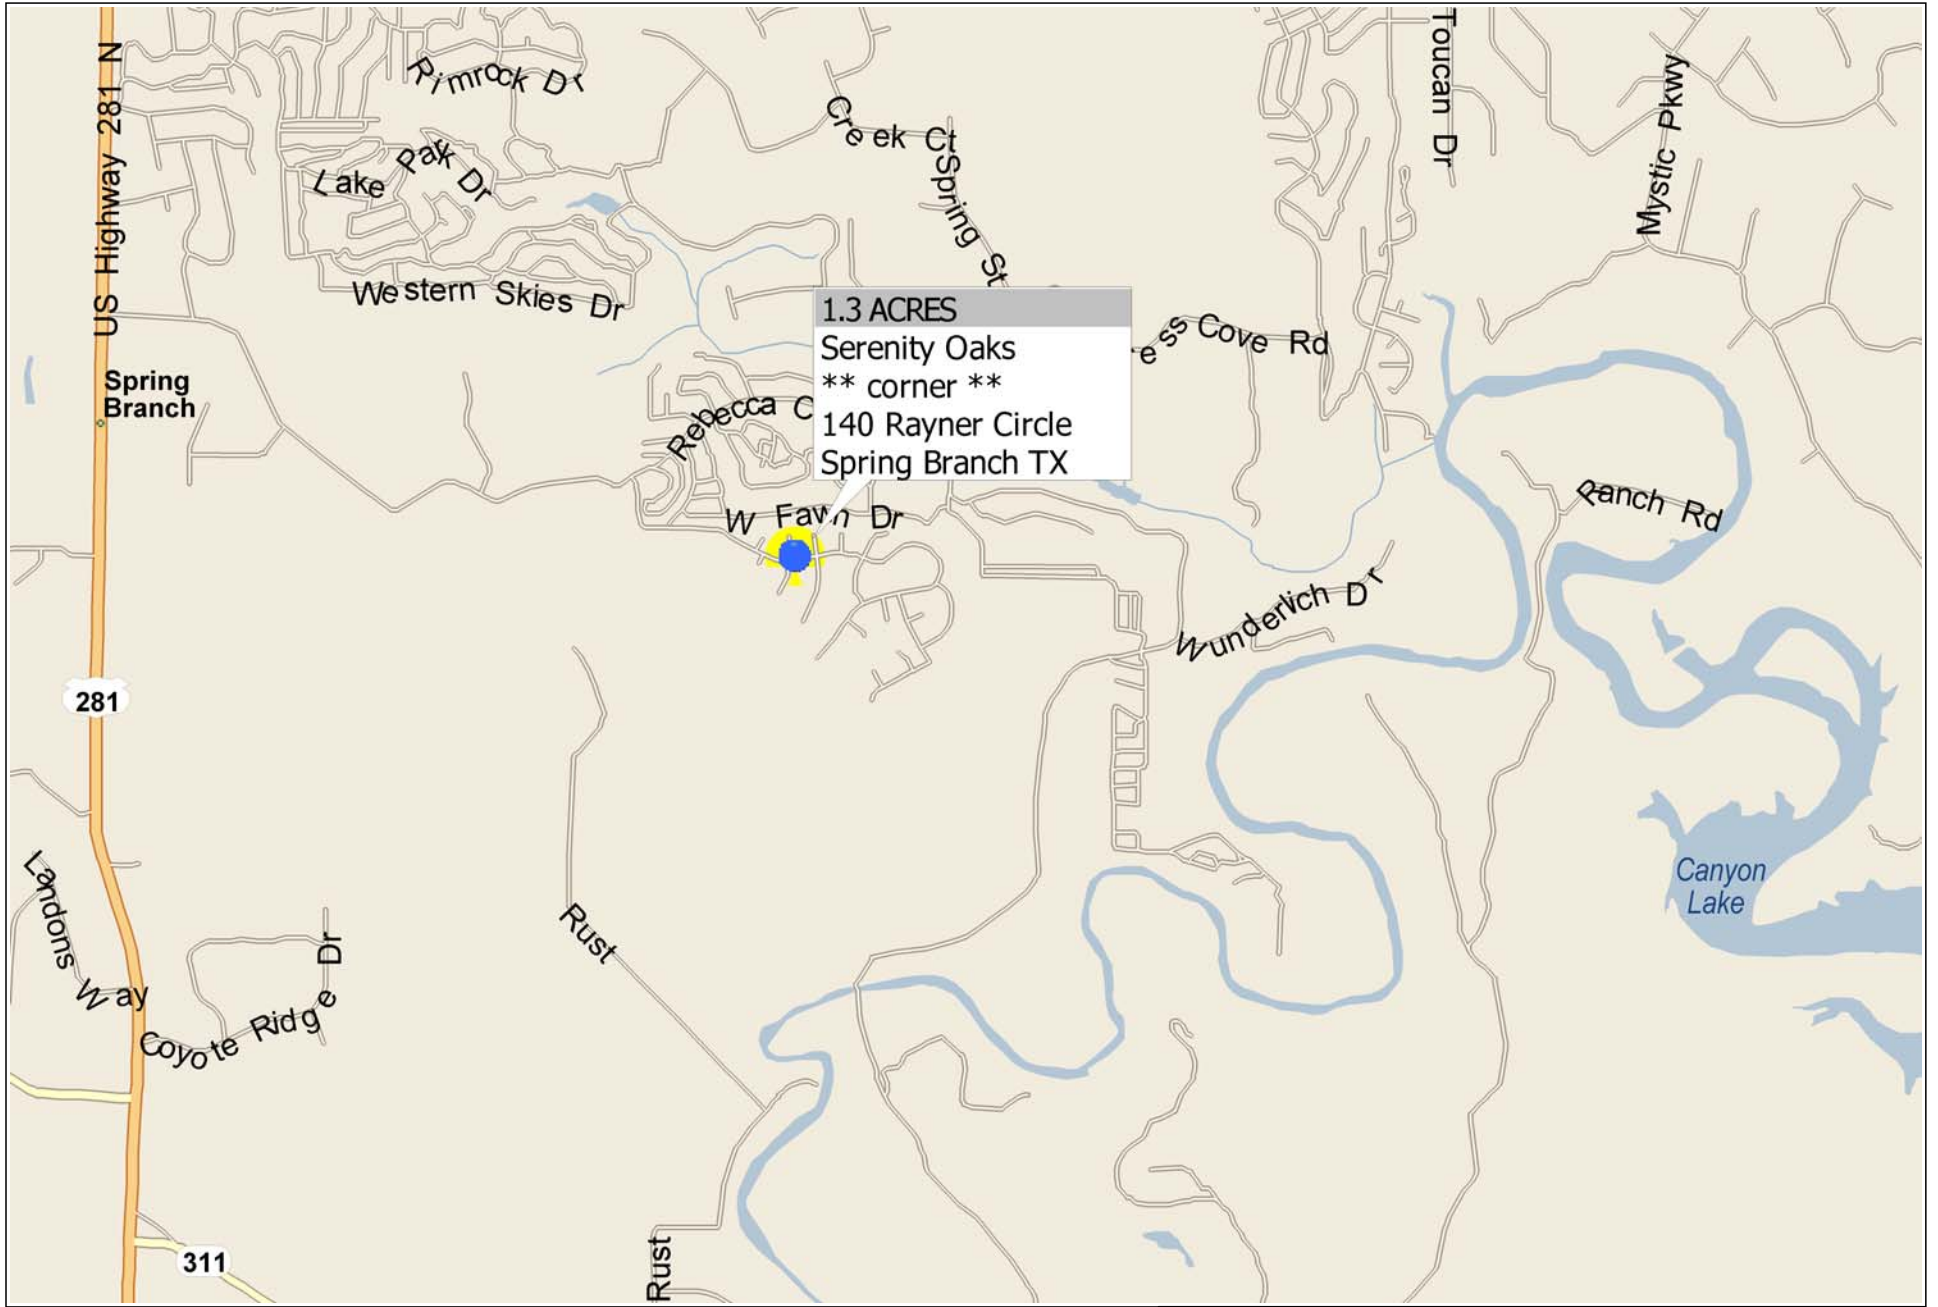 Rimrock Dr
US Highway 281 N
Lake Park Dr
Creek Ct
Spring St
Toucan Dr
Mystic Pkwy
Western Skies Dr
1.3 ACRES
Serenity Oaks
** corner **
140 Rayner Circle
Spring Branch TX
ess Cove Rd
Spring
Branch
Rebecca C
W Fawn Dr
Ranch Rd
Wunderlich Dr
281
Canyon
Lake
Landons Way
Rust
Coyote Ridge Dr
311
Rust